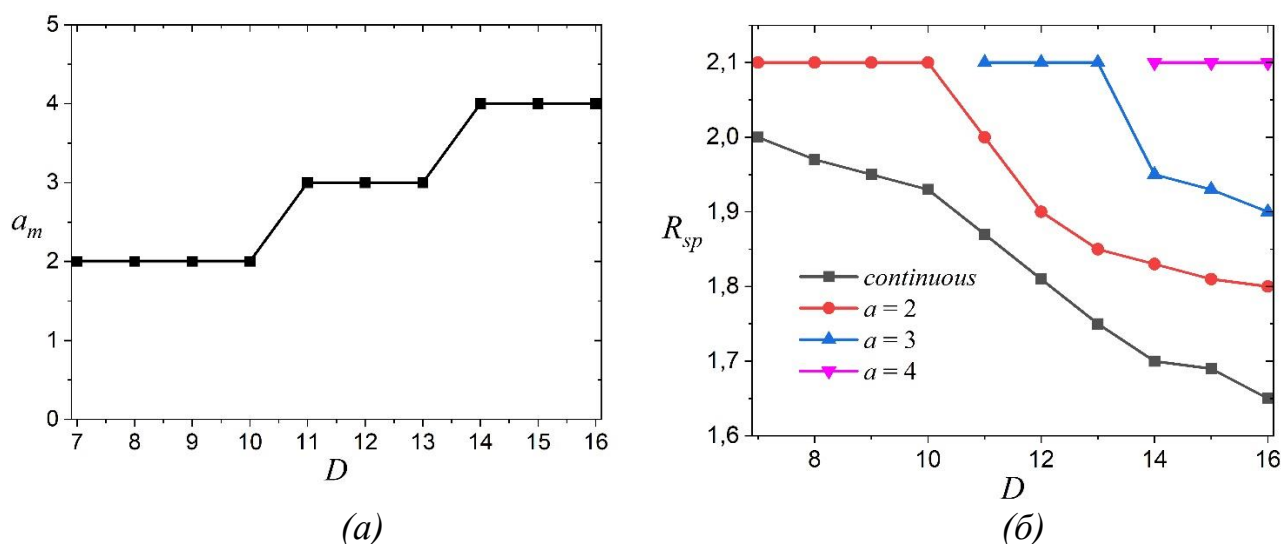 5
4
3
2
1
0
a_m
7 8 9 10 11 12 13 14 15 16
D
(а)
2,1
2,0
1,9
1,8
1,7
1,6
R_sp
continuous
a = 2
a = 3
a = 4
8 10 12 14 16
D
(б)